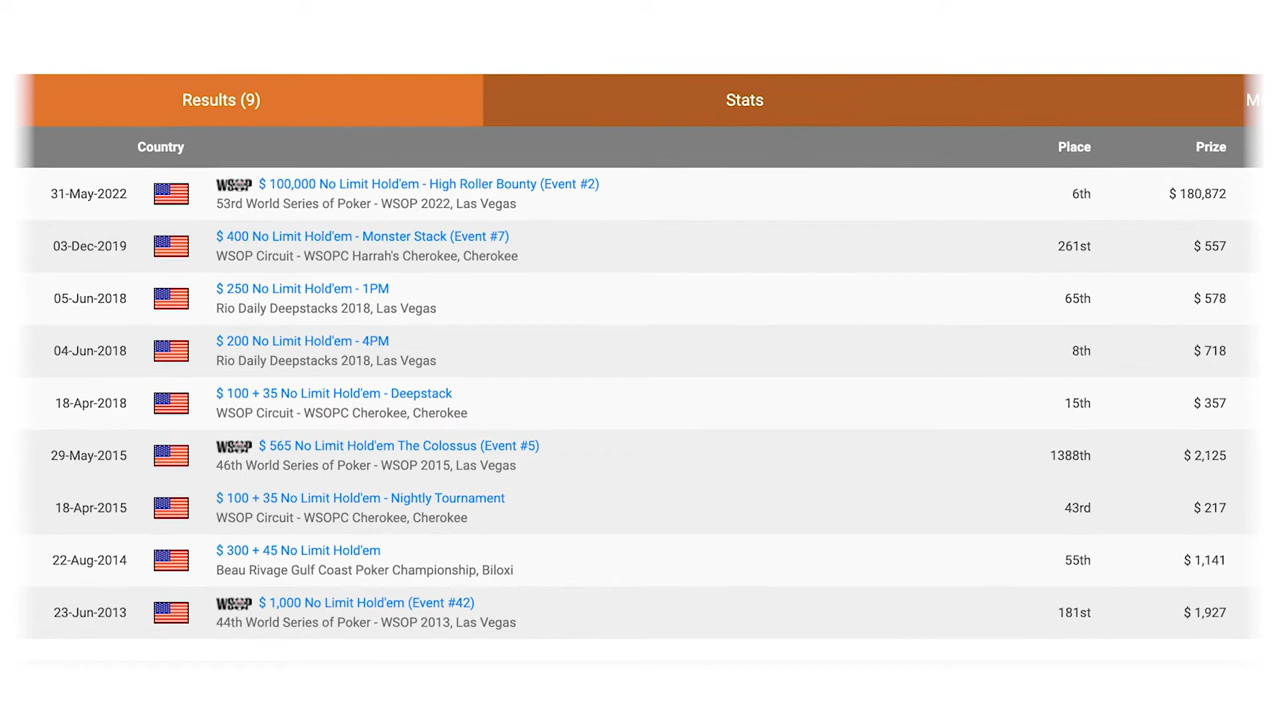 Results (9) Stats M
Country Place Prize
31-May-2022 WSOP $ 100,000 No Limit Hold'em - High Roller Bounty (Event #2) 6th $ 180,872
53rd World Series of Poker - WSOP 2022, Las Vegas
03-Dec-2019 $ 400 No Limit Hold'em - Monster Stack (Event #7) 261st $ 557
WSOP Circuit - WSOPC Harrah's Cherokee, Cherokee
05-Jun-2018 $ 250 No Limit Hold'em - 1PM 65th $ 578
Rio Daily Deepstacks 2018, Las Vegas
04-Jun-2018 $ 200 No Limit Hold'em - 4PM 8th $ 718
Rio Daily Deepstacks 2018, Las Vegas
18-Apr-2018 $ 100 + 35 No Limit Hold'em - Deepstack 15th $ 357
WSOP Circuit - WSOPC Cherokee, Cherokee
29-May-2015 WSOP $ 565 No Limit Hold'em The Colossus (Event #5) 1388th $ 2,125
46th World Series of Poker - WSOP 2015, Las Vegas
18-Apr-2015 $ 100 + 35 No Limit Hold'em - Nightly Tournament 43rd $ 217
WSOP Circuit - WSOPC Cherokee, Cherokee
22-Aug-2014 $ 300 + 45 No Limit Hold'em 55th $ 1,141
Beau Rivage Gulf Coast Poker Championship, Biloxi
23-Jun-2013 WSOP $ 1,000 No Limit Hold'em (Event #42) 181st $ 1,927
44th World Series of Poker - WSOP 2013, Las Vegas